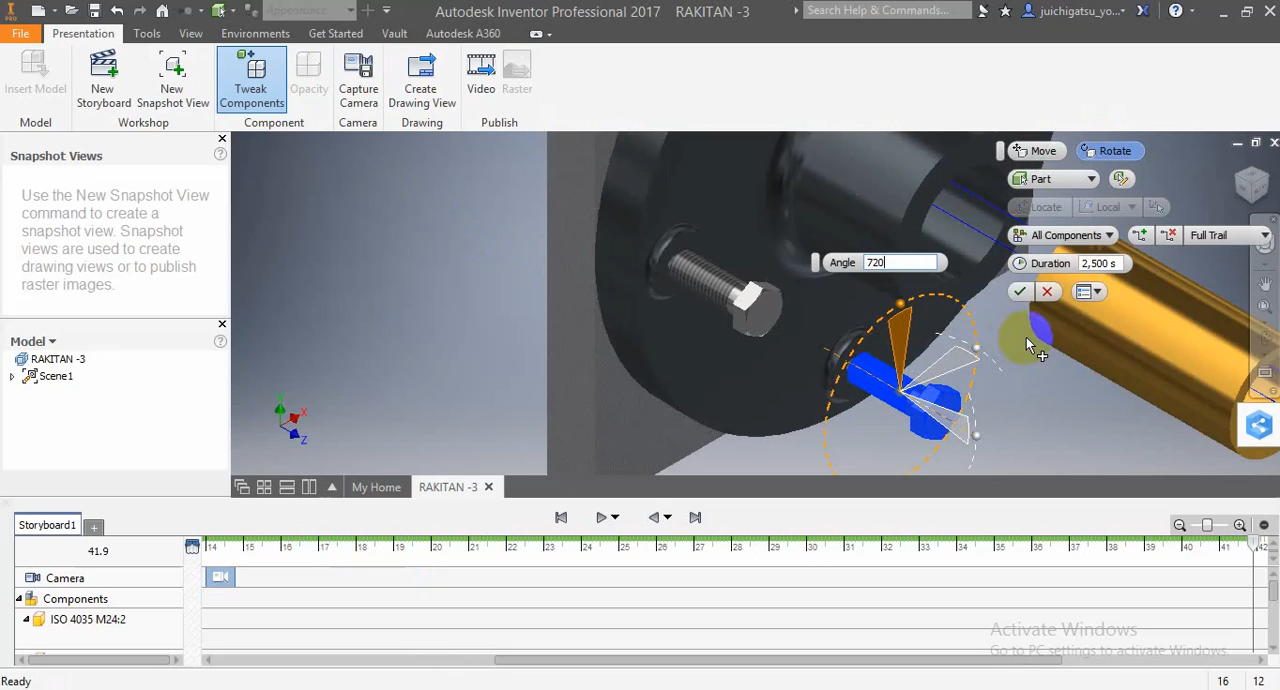 PRO
Appearance
Autodesk Inventor Professional 2017 RAKITAN -3
Search Help & Commands...
juichigatsu_yo...
File Presentation Tools View Environments Get Started Vault Autodesk A360
Insert Model
New Storyboard
New Snapshot View
Tweak Components
Opacity
Capture Camera
Create Drawing View
Video
Raster
Model Workshop Component Camera Drawing Publish
Snapshot Views
Use the New Snapshot View
command to create a
snapshot view. Snapshot
views are used to create
drawing views or to publish
raster images.
Model
RAKITAN -3
Scene1
Move Rotate
Part
Locate Local
All Components Full Trail
Angle 720
Duration 2,500 s
X
Z
My Home RAKITAN -3
Storyboard1
41.9
14 15 16 17 18 19 20 21 22 23 24 25 26 27 28 29 30 31 32 33 34 35 36 37 38 39 40 41 42
Camera
Components
ISO 4035 M24:2
Activate Windows
Go to PC settings to activate Windows.
Ready
16 12